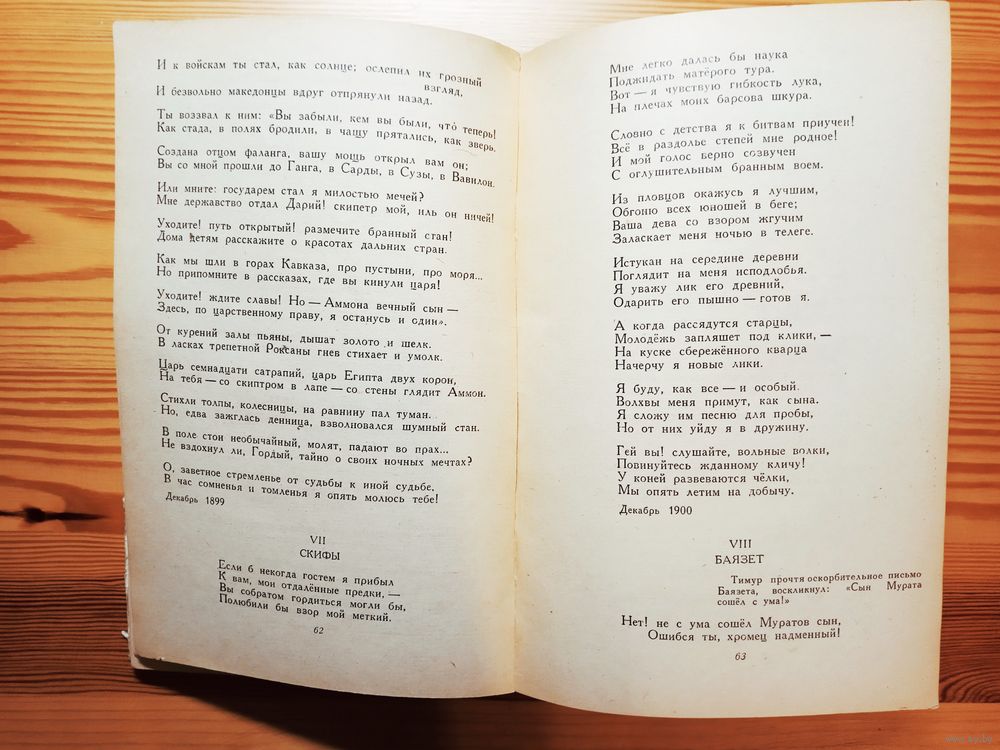 И к войскам ты стал, как солнце; ослепил их грозный
взгляд,
И безвольно македонцы вдруг отпрянули назад.
Ты воззвал к ним: «Вы забыли, кем вы были, что́ теперь!
Как стада, в полях бродили, в чащу прятались, как зверь.
Создана отцом фаланга, вашу мощь открыл вам он;
Вы со мной прошли до Ганга, в Сарды, в Сузы, в Вавилон.
Или мните: государем стал я милостью мечей?
Мне державство отдал Дарий! скипетр мой, иль он ничей!
Уходите! путь открытый! размечите бранный стан!
Дома детям расскажите о красотах дальних стран.
Как мы шли в горах Кавказа, про пустыни, про моря...
Но припомните в рассказах, где вы кинули царя!
Уходите! ждите славы! Но — Аммона вечный сын —
Здесь, по царственному праву, я останусь и один».
От курений залы пьяны, дышат золото и шелк.
В ласках трепетной Роксаны гнев стихает и умолк.
Царь семнадцати сатрапий, царь Египта двух корон,
На тебя — со скиптром в лапе — со стены глядит Аммон.
Стихли толпы, колесницы, на равнину пал туман.
Но, едва зажглась денница, взволновался шумный стан.
В поле стон необычайный, молят, падают во прах...
Не вздохнул ли, Гордый, тайно о своих ночных мечтах?
О, заветное стремленье от судьбы к иной судьбе.
В час сомненья и томленья я опять молюсь тебе!
Декабрь 1899
VII
СКИФЫ
Если б некогда гостем я прибыл
К вам, мои отдалённые предки, —
Вы собратом гордиться могли бы,
Полюбили бы взор мой меткий.
62
Мне легко далась бы наука
Поджидать матёрого тура.
Вот — я чувствую гибкость лука,
На плечах моих барсова шкура.
Словно с детства я к битвам приучен!
Всё в раздолье степей мне родное!
И мой голос верно созвучен
С оглушительным бранным воем.
Из пловцов окажусь я лучшим,
Обгоню всех юношей в беге;
Ваша дева со взором жгучим
Заласкает меня ночью в телеге.
Истукан на середине деревни
Поглядит на меня исподлобья.
Я уважу лик его древний,
Одарить его пышно — готов я.
А когда рассядутся старцы,
Молодёжь запляшет под клики, —
На куске сбережённого кварца
Начерчу я новые лики.
Я буду, как все — и особый.
Волхвы меня примут, как сына.
Я сложу им песню для пробы,
Но от них уйду я в дружину.
Гей вы! слушайте, вольные волки,
Повинуйтесь жданному кличу!
У коней развеваются чёлки,
Мы опять летим на добычу.
Декабрь 1900
VIII
БАЯЗЕТ
Тимур прочтя оскорбительное письмо
Баязета, воскликнул: «Сын Мурата
сошёл с ума!»
Нет! не с ума сошёл Муратов сын,
Ошибся ты, хромец надменный!
63